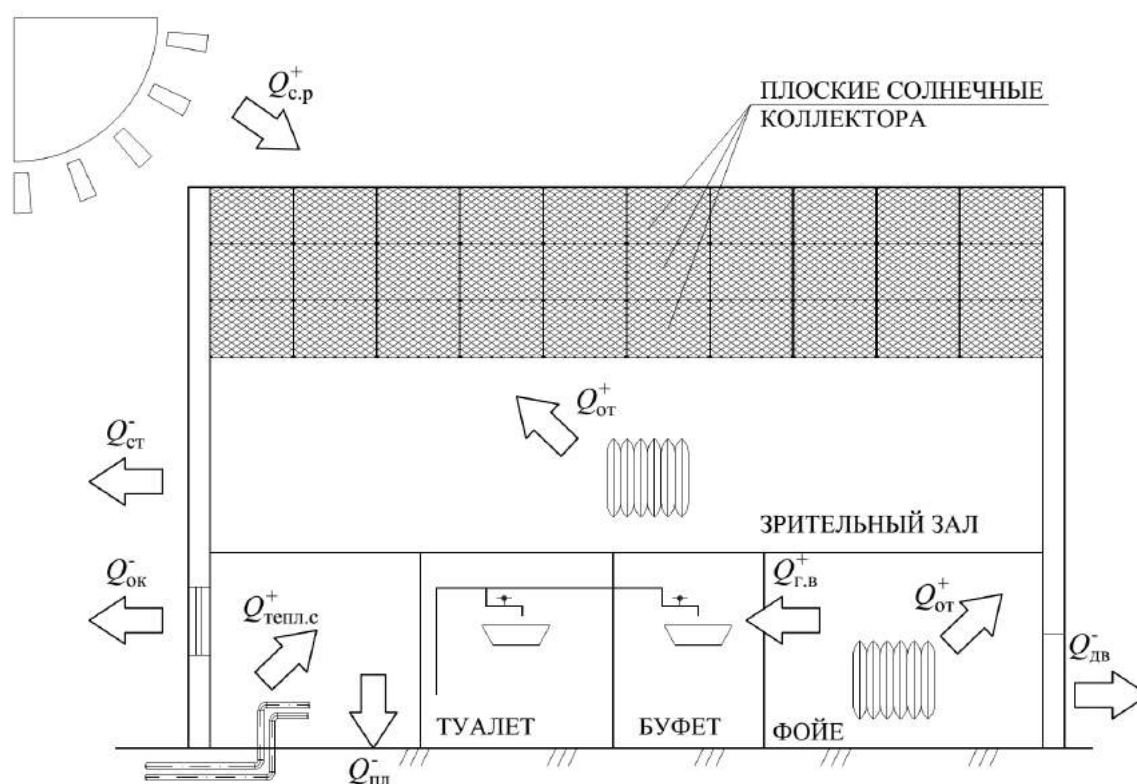 Q⁺с.р
ПЛОСКИЕ СОЛНЕЧНЫЕ
КОЛЛЕКТОРА
Q⁺от
Q⁻ст
ЗРИТЕЛЬНЫЙ ЗАЛ
Q⁻ок
Q⁺тепл.с
Q⁺г.в
Q⁺от
Q⁻дв
ТУАЛЕТ
БУФЕТ
ФОЙЕ
Q⁻пл